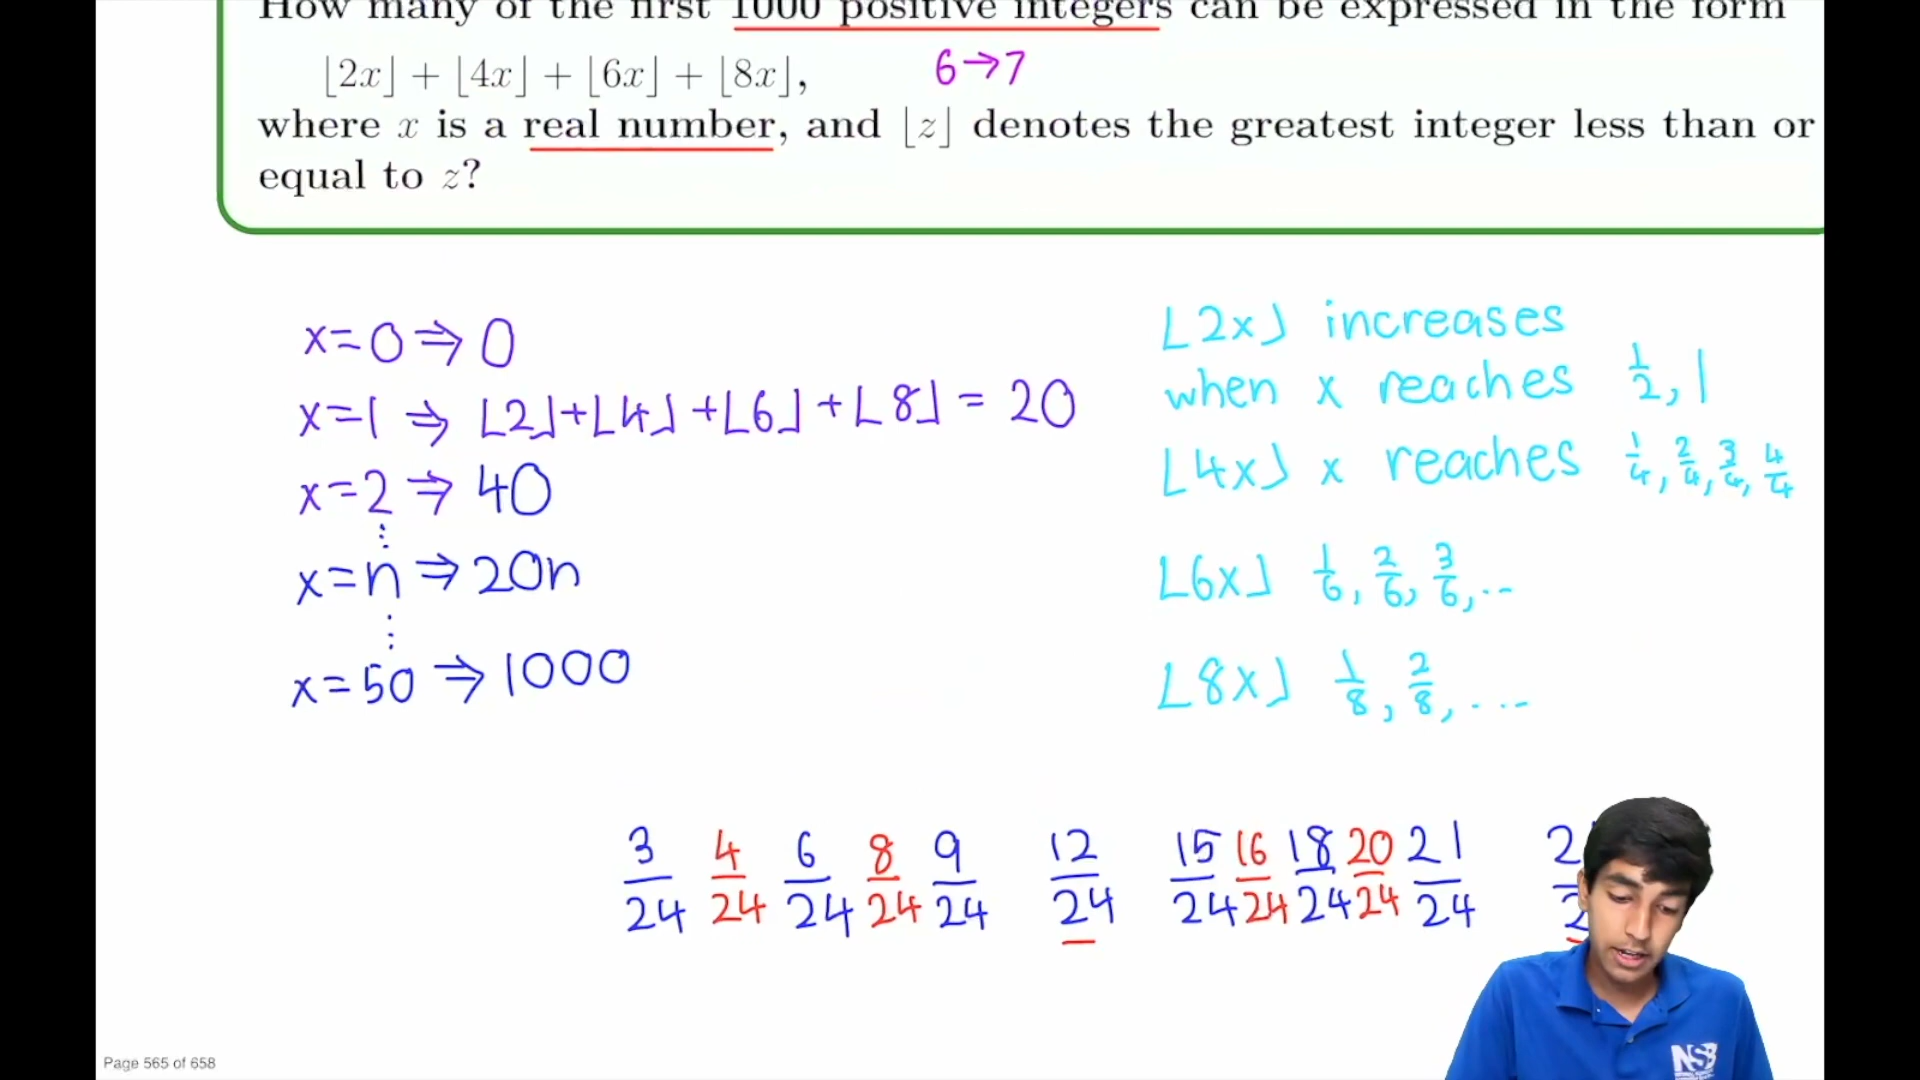 How many of the first 1000 positive integers can be expressed in the form
⌊2x⌋ + ⌊4x⌋ + ⌊6x⌋ + ⌊8x⌋,
6→7
where x is a real number, and ⌊z⌋ denotes the greatest integer less than or
equal to z?
x=0⇒0
x=1⇒⌊2⌋+⌊4⌋+⌊6⌋+⌊8⌋=20
x=2⇒40
⋮
x=n⇒20n
⋮
x=50⇒1000
⌊2x⌋ increases
when x reaches 1/2, 1
⌊4x⌋ x reaches 1/4, 2/4, 3/4, 4/4
⌊6x⌋ 1/6, 2/6, 3/6, ...
⌊8x⌋ 1/8, 2/8, ....
3/24 4/24 6/24 8/24 9/24 12/24 15/24 16/24 18/24 20/24 21/24
NSB
Page 565 of 658